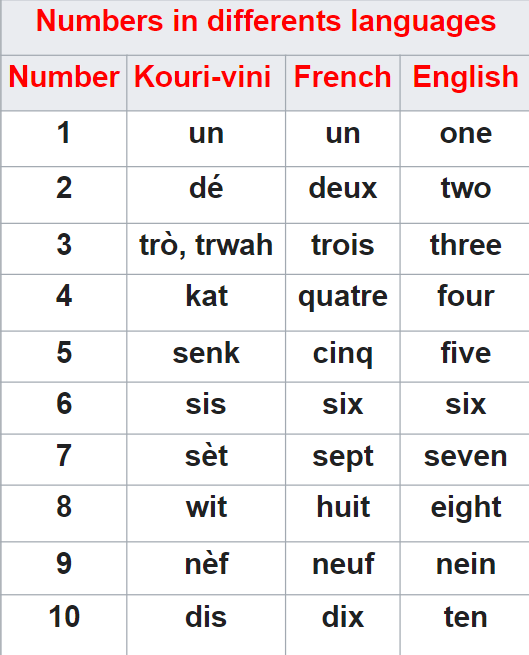 Numbers in differents languages
Number Kouri-vini French English
1 un un one
2 dé deux two
3 trò, trwah trois three
4 kat quatre four
5 senk cinq five
6 sis six six
7 sèt sept seven
8 wit huit eight
9 nèf neuf nein
10 dis dix ten